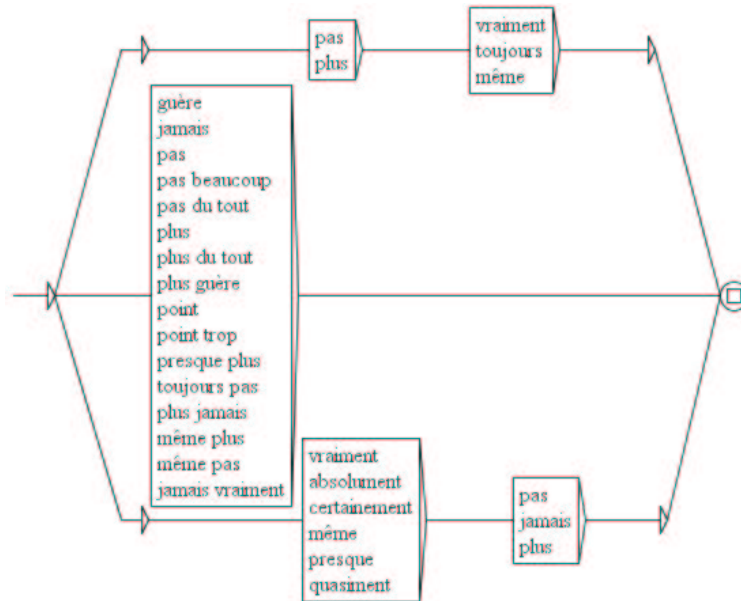 pas
plus
vraiment
toujours
même
guère
jamais
pas
pas beaucoup
pas du tout
plus
plus du tout
plus guère
point
point trop
presque plus
toujours pas
plus jamais
même plus
même pas
jamais vraiment
vraiment
absolument
certainement
même
presque
quasiment
pas
jamais
plus